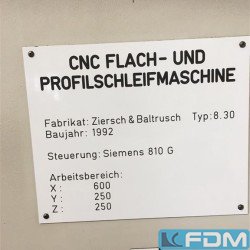 CNC FLACH- UND
PROFILSCHLEIFMASCHINE
Fabrikat: Ziersch & Baltrusch Typ: 8.30
Baujahr: 1992
Steuerung: Siemens 810 G
Arbeitsbereich:
X: 600
Y: 250
Z: 250
FDM